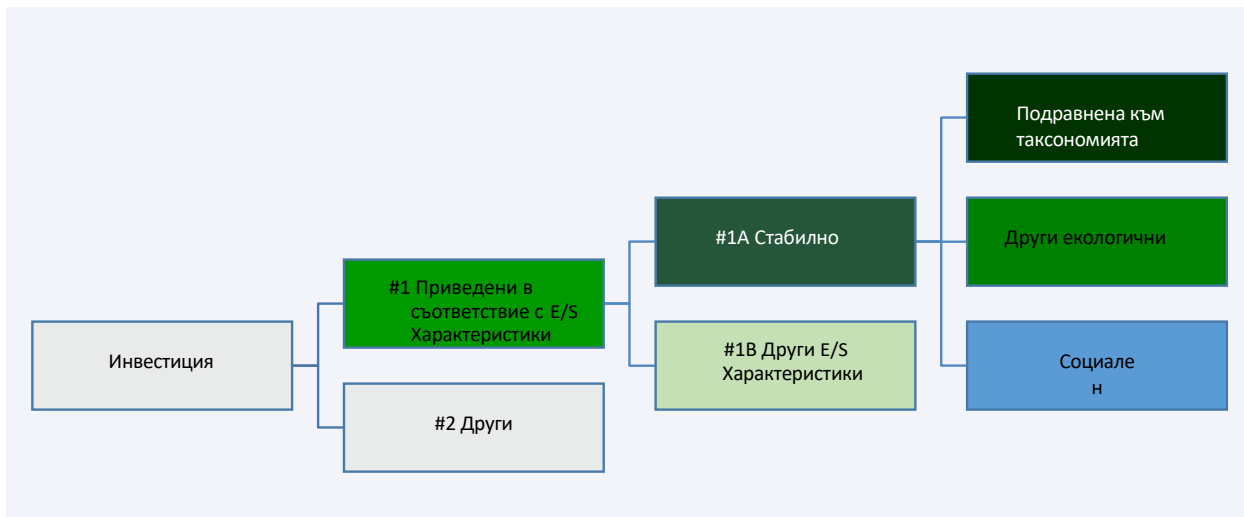 Инвестиция
#1 Приведени в
съответствие с E/S
Характеристики
#2 Други
#1A Стабилно
#1B Други E/S
Характеристики
Подравнена към
таксономията
Други екологични
Социале
н